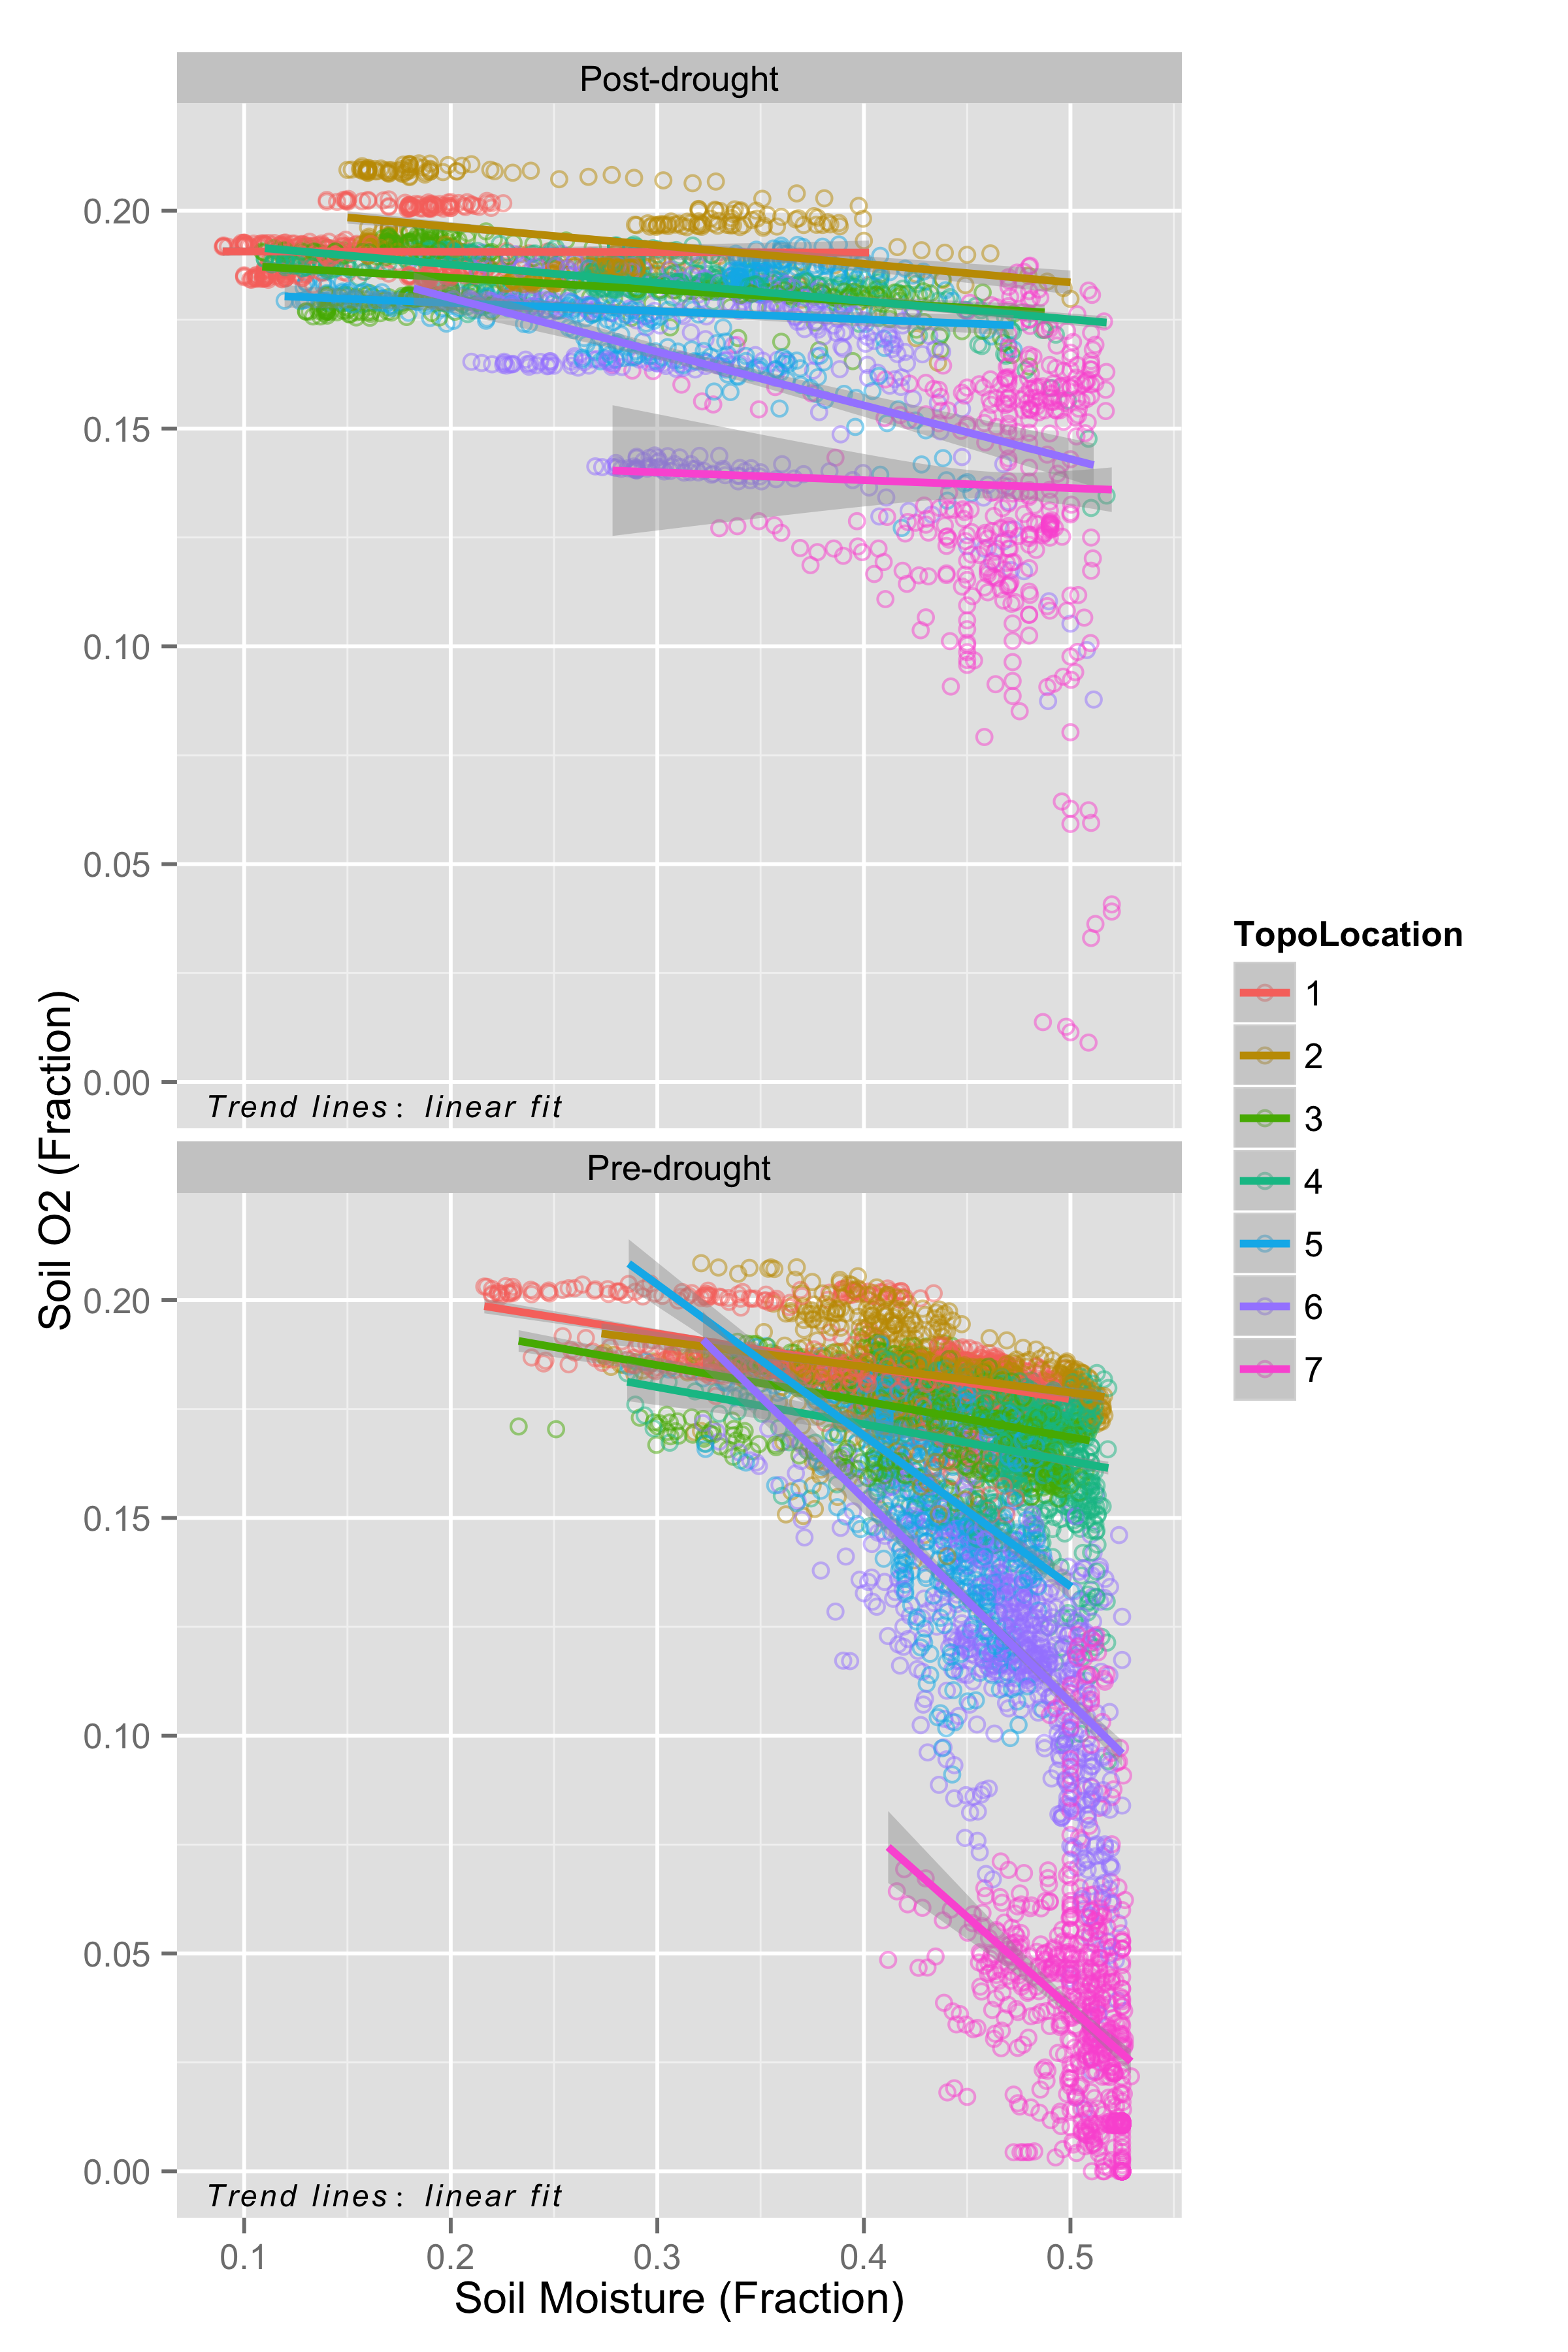 Post-drought
0.20
0.15
0.10
0.05
0.00
Trend lines: linear fit
Pre-drought
0.20
0.15
0.10
0.05
0.00
Trend lines: linear fit
0.1 0.2 0.3 0.4 0.5
Soil Moisture (Fraction)
Soil O2 (Fraction)
TopoLocation
1
2
3
4
5
6
7